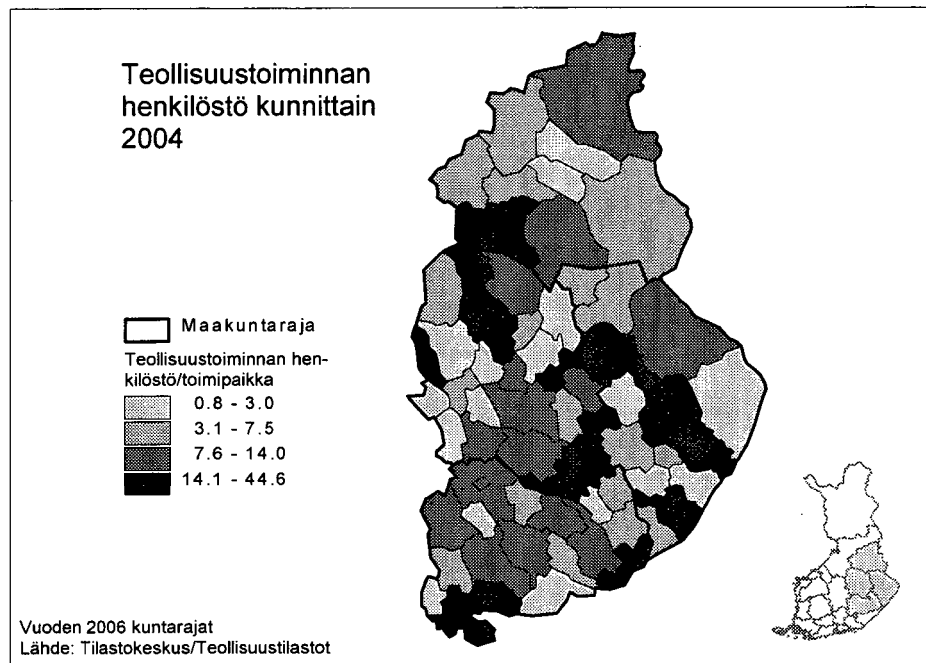 Teollisuustoiminnan
henkilöstö kunnittain
2004
Maakuntaraja
Teollisuustoiminnan hen-
kilöstö/toimipaikka
0.8 - 3.0
3.1 - 7.5
7.6 - 14.0
14.1 - 44.6
Vuoden 2006 kuntarajat
Lähde: Tilastokeskus/Teollisuustilastot